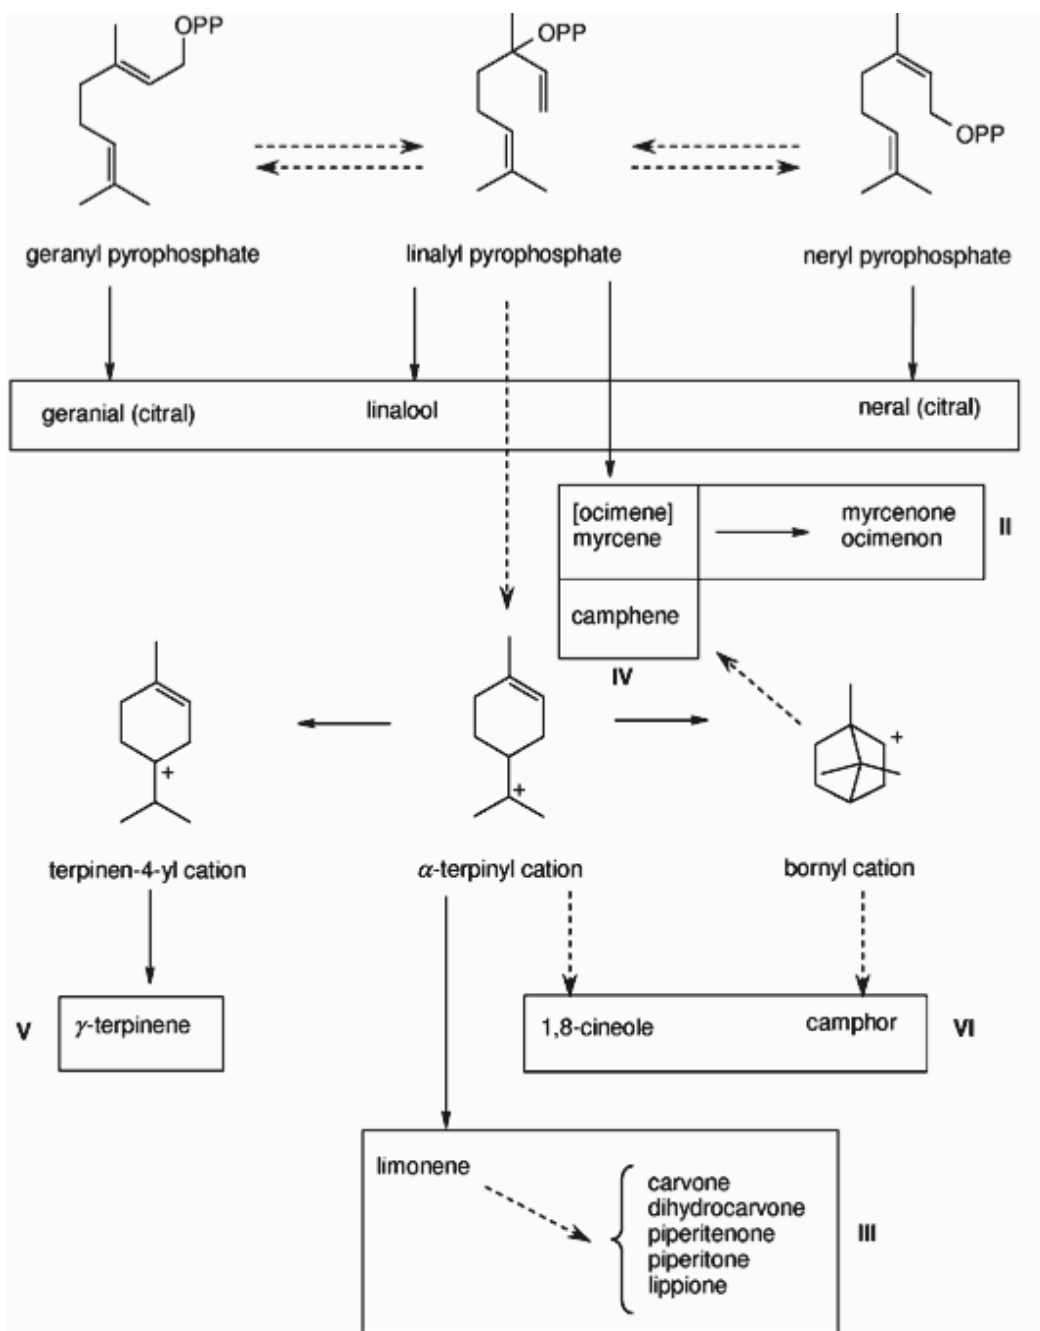 OPP
OPP
OPP
geranyl pyrophosphate
linalyl pyrophosphate
neryl pyrophosphate
geranial (citral)
linalool
neral (citral)
[ocimene]
myrcene
myrcenone
ocimenon
II
camphene
IV
+
+
+
terpinen-4-yl cation
α-terpinyl cation
bornyl cation
V
γ-terpinene
1,8-cineole
camphor
VI
limonene
carvone
dihydrocarvone
piperitenone
piperitone
lippione
III